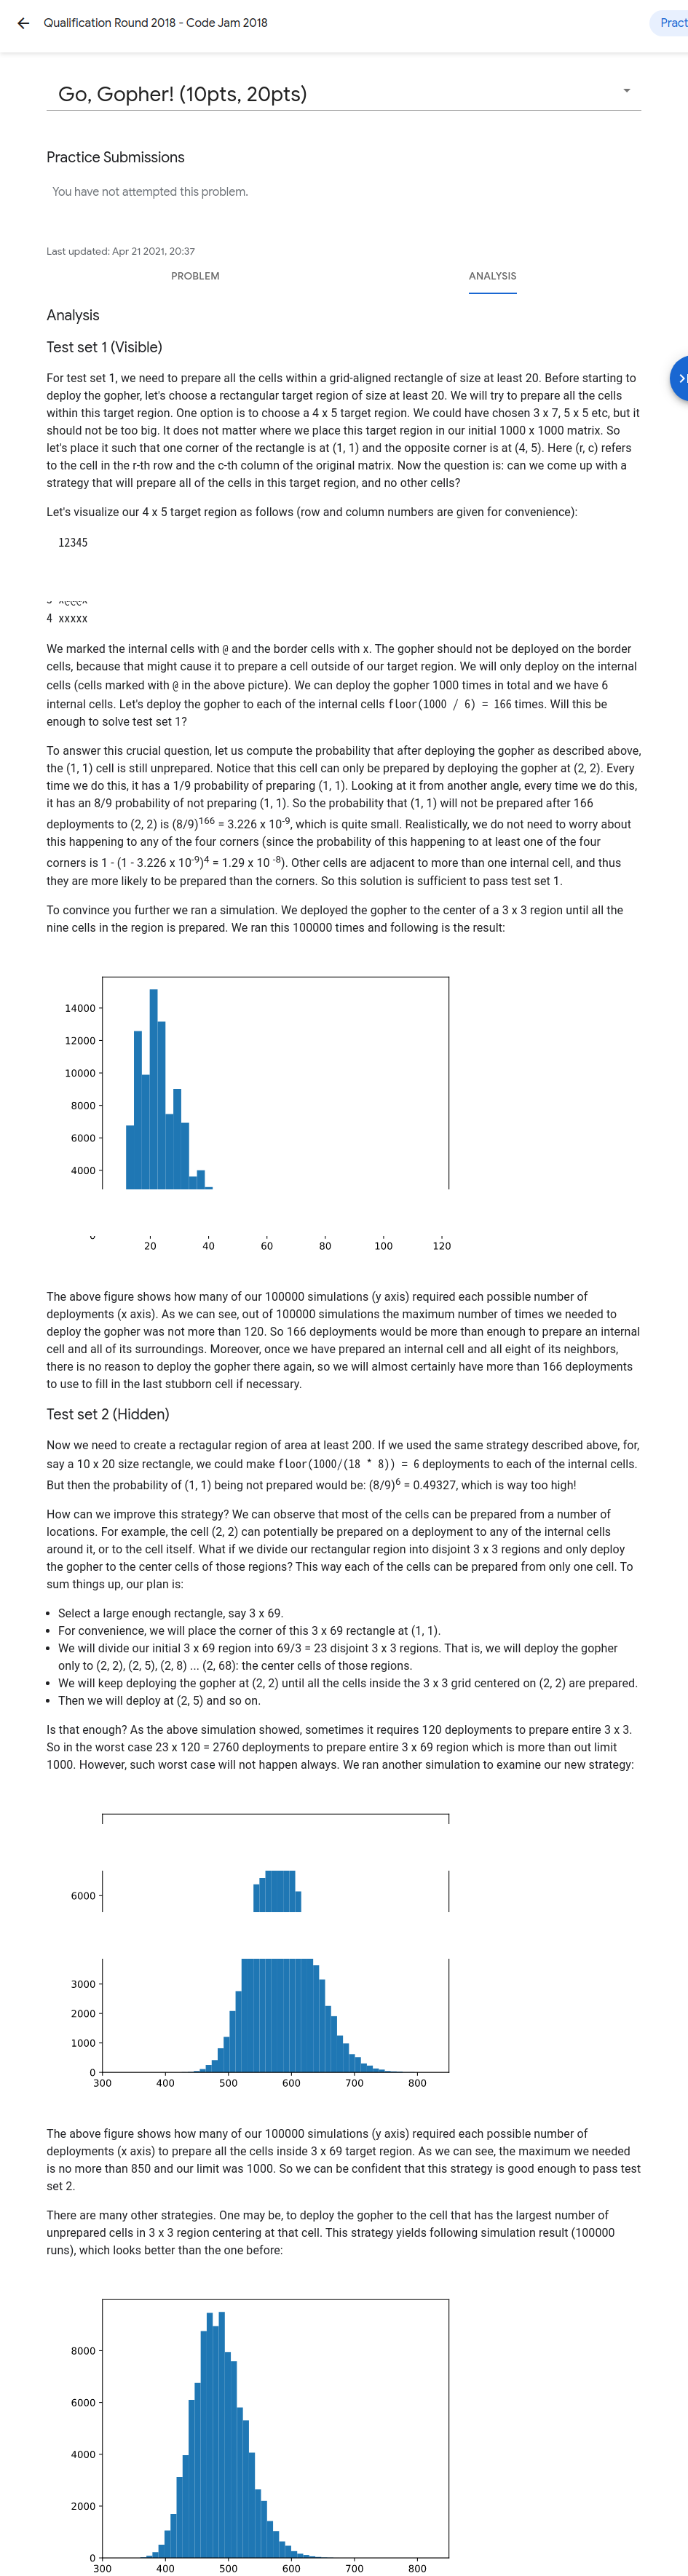 Qualification Round 2018 - Code Jam 2018
Pract
Go, Gopher! (10pts, 20pts)
Practice Submissions
You have not attempted this problem.
Last updated: Apr 21 2021, 20:37
PROBLEM
ANALYSIS
Analysis
Test set 1 (Visible)
For test set 1, we need to prepare all the cells within a grid-aligned rectangle of size at least 20. Before starting to
deploy the gopher, let's choose a rectangular target region of size at least 20. We will try to prepare all the cells
within this target region. One option is to choose a 4 x 5 target region. We could have chosen 3 x 7, 5 x 5 etc, but it
should not be too big. It does not matter where we place this target region in our initial 1000 x 1000 matrix. So
let's place it such that one corner of the rectangle is at (1, 1) and the opposite corner is at (4, 5). Here (r, c) refers
to the cell in the r-th row and the c-th column of the original matrix. Now the question is: can we come up with a
strategy that will prepare all of the cells in this target region, and no other cells?
Let's visualize our 4 x 5 target region as follows (row and column numbers are given for convenience):
12345
4 xxxxx
We marked the internal cells with @ and the border cells with x. The gopher should not be deployed on the border
cells, because that might cause it to prepare a cell outside of our target region. We will only deploy on the internal
cells (cells marked with @ in the above picture). We can deploy the gopher 1000 times in total and we have 6
internal cells. Let's deploy the gopher to each of the internal cells floor(1000 / 6) = 166 times. Will this be
enough to solve test set 1?
To answer this crucial question, let us compute the probability that after deploying the gopher as described above,
the (1, 1) cell is still unprepared. Notice that this cell can only be prepared by deploying the gopher at (2, 2). Every
time we do this, it has a 1/9 probability of preparing (1, 1). Looking at it from another angle, every time we do this,
it has an 8/9 probability of not preparing (1, 1). So the probability that (1, 1) will not be prepared after 166
deployments to (2, 2) is (8/9)^166 = 3.226 x 10^-9, which is quite small. Realistically, we do not need to worry about
this happening to any of the four corners (since the probability of this happening to at least one of the four
corners is 1 - (1 - 3.226 x 10^-9)^4 = 1.29 x 10 ^-8). Other cells are adjacent to more than one internal cell, and thus
they are more likely to be prepared than the corners. So this solution is sufficient to pass test set 1.
To convince you further we ran a simulation. We deployed the gopher to the center of a 3 x 3 region until all the
nine cells in the region is prepared. We ran this 100000 times and following is the result:
14000
12000
10000
8000
6000
4000
20 40 60 80 100 120
The above figure shows how many of our 100000 simulations (y axis) required each possible number of
deployments (x axis). As we can see, out of 100000 simulations the maximum number of times we needed to
deploy the gopher was not more than 120. So 166 deployments would be more than enough to prepare an internal
cell and all of its surroundings. Moreover, once we have prepared an internal cell and all eight of its neighbors,
there is no reason to deploy the gopher there again, so we will almost certainly have more than 166 deployments
to use to fill in the last stubborn cell if necessary.
Test set 2 (Hidden)
Now we need to create a rectagular region of area at least 200. If we used the same strategy described above, for,
say a 10 x 20 size rectangle, we could make floor(1000/(18 * 8)) = 6 deployments to each of the internal cells.
But then the probability of (1, 1) being not prepared would be: (8/9)^6 = 0.49327, which is way too high!
How can we improve this strategy? We can observe that most of the cells can be prepared from a number of
locations. For example, the cell (2, 2) can potentially be prepared on a deployment to any of the internal cells
around it, or to the cell itself. What if we divide our rectangular region into disjoint 3 x 3 regions and only deploy
the gopher to the center cells of those regions? This way each of the cells can be prepared from only one cell. To
sum things up, our plan is:
• Select a large enough rectangle, say 3 x 69.
• For convenience, we will place the corner of this 3 x 69 rectangle at (1, 1).
• We will divide our initial 3 x 69 region into 69/3 = 23 disjoint 3 x 3 regions. That is, we will deploy the gopher
only to (2, 2), (2, 5), (2, 8) ... (2, 68): the center cells of those regions.
• We will keep deploying the gopher at (2, 2) until all the cells inside the 3 x 3 grid centered on (2, 2) are prepared.
• Then we will deploy at (2, 5) and so on.
Is that enough? As the above simulation showed, sometimes it requires 120 deployments to prepare entire 3 x 3.
So in the worst case 23 x 120 = 2760 deployments to prepare entire 3 x 69 region which is more than out limit
1000. However, such worst case will not happen always. We ran another simulation to examine our new strategy:
6000
3000
2000
1000
0
300 400 500 600 700 800
The above figure shows how many of our 100000 simulations (y axis) required each possible number of
deployments (x axis) to prepare all the cells inside 3 x 69 target region. As we can see, the maximum we needed
is no more than 850 and our limit was 1000. So we can be confident that this strategy is good enough to pass test
set 2.
There are many other strategies. One may be, to deploy the gopher to the cell that has the largest number of
unprepared cells in 3 x 3 region centering at that cell. This strategy yields following simulation result (100000
runs), which looks better than the one before:
8000
6000
4000
2000
0
300 400 500 600 700 800